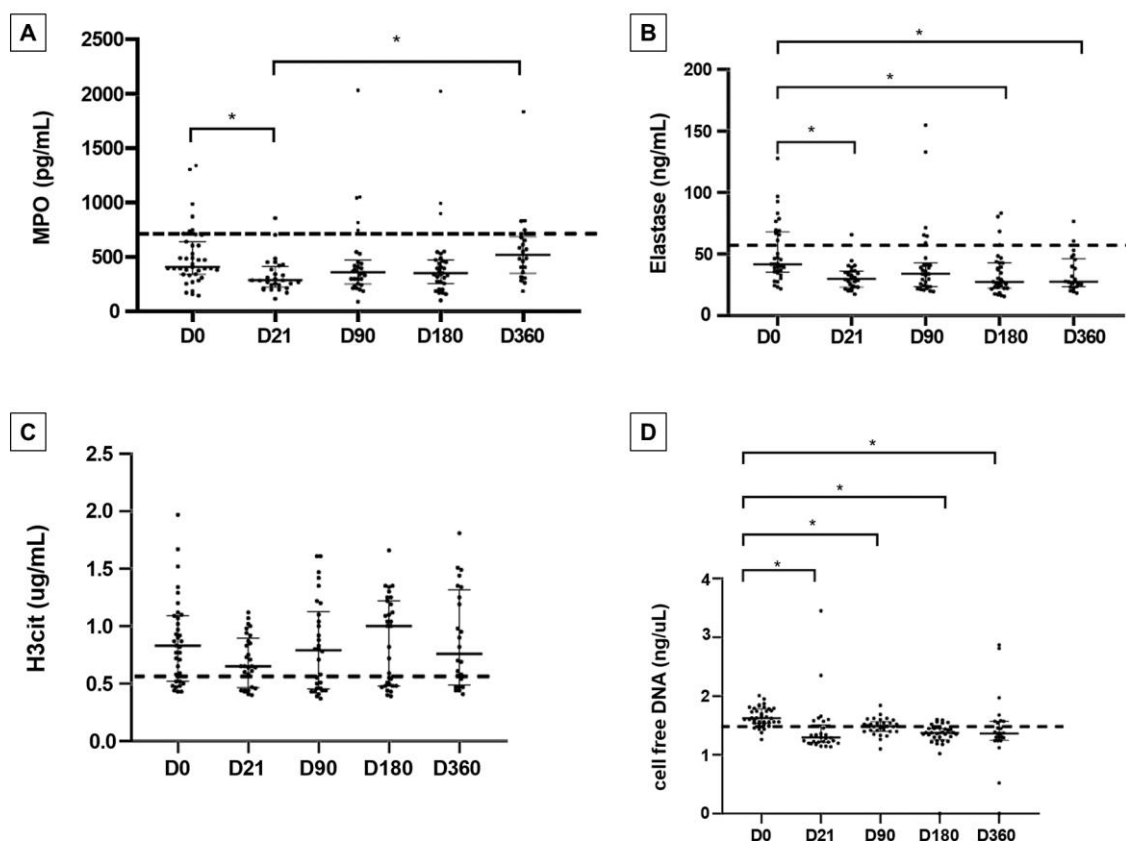 A
MPO (pg/mL)
2500
2000
1500
1000
500
0
*
*
D0 D21 D90 D180 D360
B
Elastase (ng/mL)
200
150
100
50
0
*
*
*
D0 D21 D90 D180 D360
C
H3cit (ug/mL)
2.5
2.0
1.5
1.0
0.5
0.0
D0 D21 D90 D180 D360
D
cell free DNA (ng/uL)
*
*
*
*
4
3
2
1
0
D0 D21 D90 D180 D360